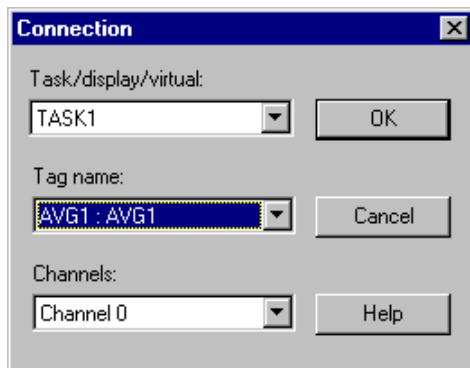 Connection
Task/display/virtual:
TASK1
OK
Tag name:
AVG1 : AVG1
Cancel
Channels:
Channel 0
Help